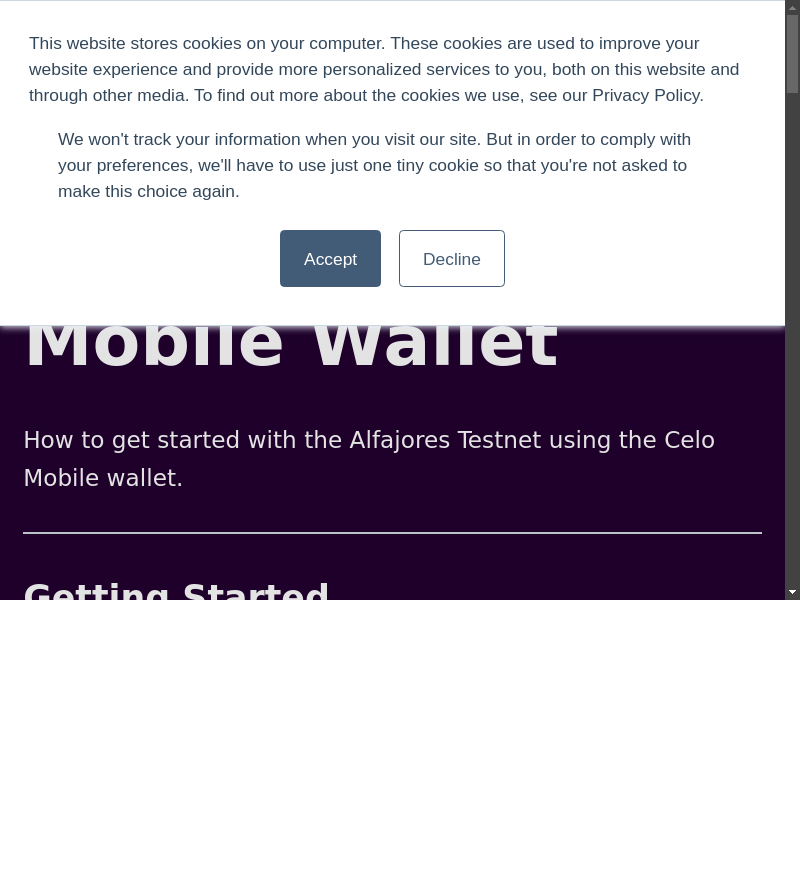 This website stores cookies on your computer. These cookies are used to improve your
website experience and provide more personalized services to you, both on this website and
through other media. To find out more about the cookies we use, see our Privacy Policy.
We won't track your information when you visit our site. But in order to comply with
your preferences, we'll have to use just one tiny cookie so that you're not asked to
make this choice again.
Accept
Decline
Mobile Wallet
How to get started with the Alfajores Testnet using the Celo
Mobile wallet.
Getting Started